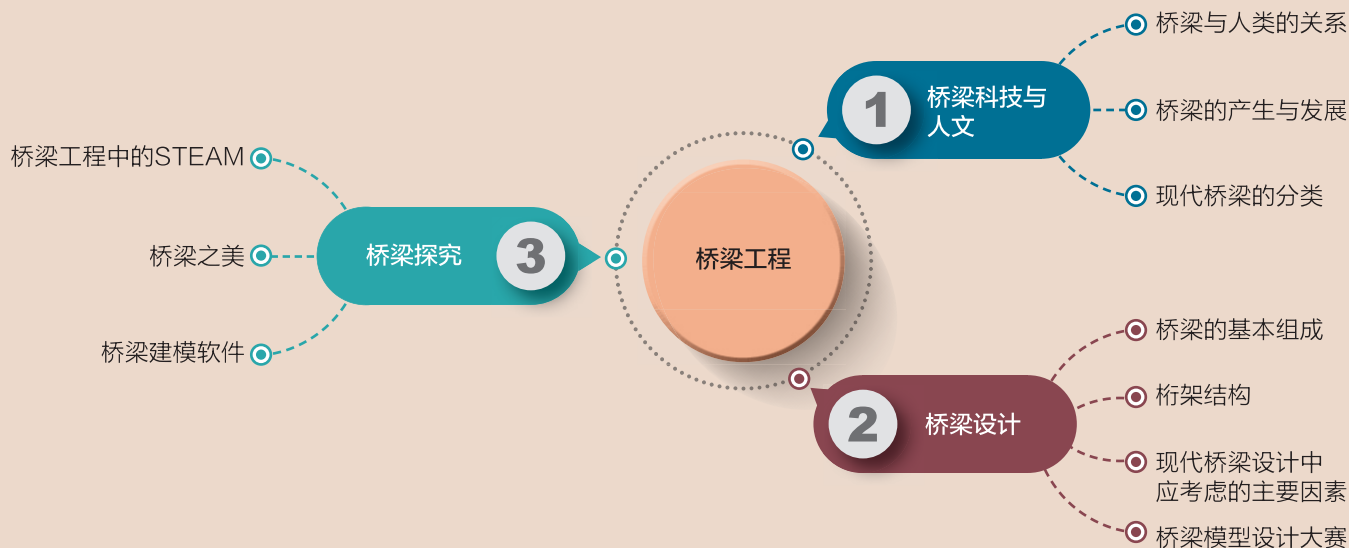 桥梁工程
1
桥梁科技与
人文
桥梁与人类的关系
桥梁的产生与发展
现代桥梁的分类
2
桥梁设计
桥梁的基本组成
桁架结构
现代桥梁设计中
应考虑的主要因素
桥梁模型设计大赛
3
桥梁探究
桥梁工程中的STEAM
桥梁之美
桥梁建模软件